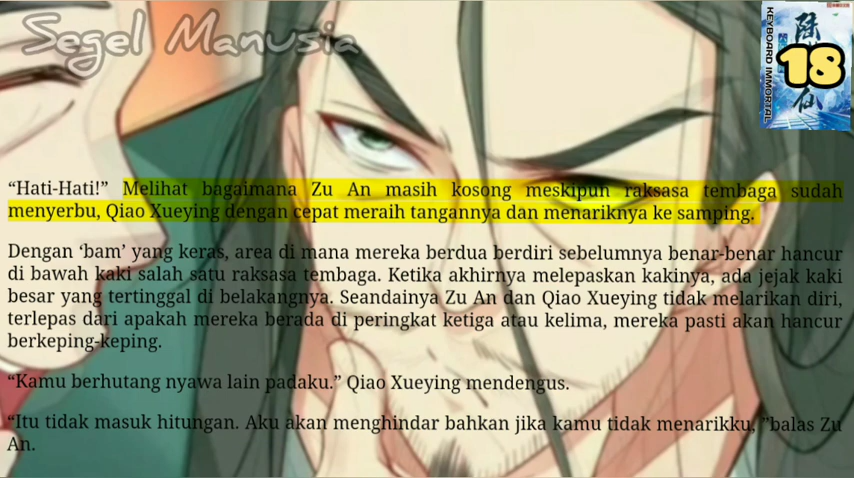 Segel Manusia
KEYBOARD IMMORTAL
18
“Hati-Hati!” Melihat bagaimana Zu An masih kosong meskipun raksasa tembaga sudah
menyerbu, Qiao Xueying dengan cepat meraih tangannya dan menariknya ke samping.
Dengan ‘bam’ yang keras, area di mana mereka berdua berdiri sebelumnya benar-benar hancur
di bawah kaki salah satu raksasa tembaga. Ketika akhirnya melepaskan kakinya, ada jejak kaki
besar yang tertinggal di belakangnya. Seandainya Zu An dan Qiao Xueying tidak melarikan diri,
terlepas dari apakah mereka berada di peringkat ketiga atau kelima, mereka pasti akan hancur
berkeping-keping.
“Kamu berhutang nyawa lain padaku.” Qiao Xueying mendengus.
“Itu tidak masuk hitungan. Aku akan menghindar bahkan jika kamu tidak menarikku, ”balas Zu
An.